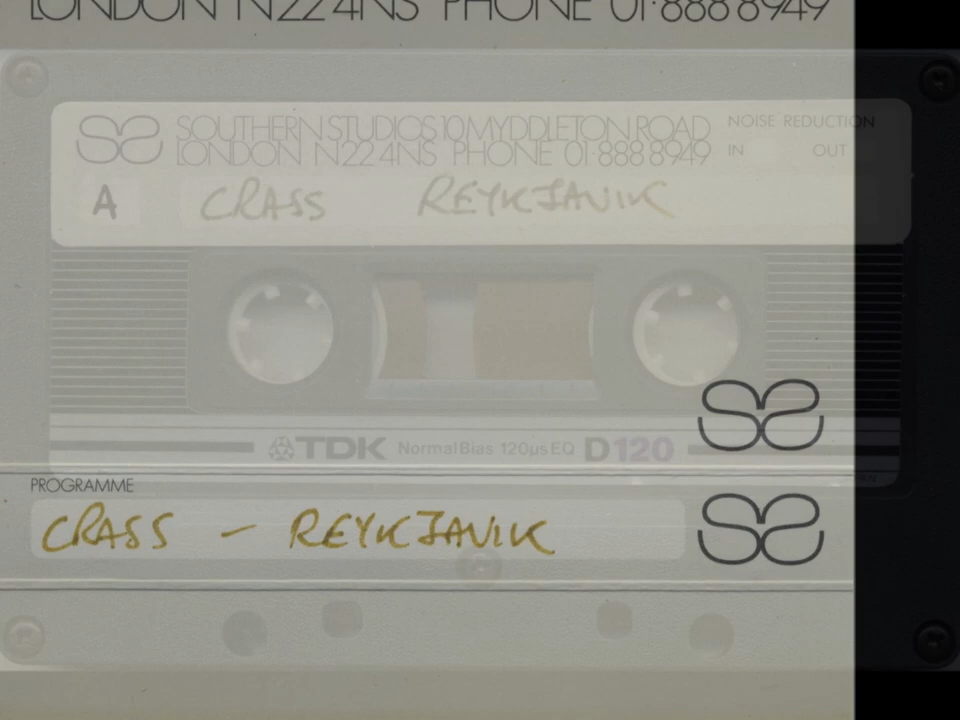 LONDON N22 4NS PHONE 01·888 8949
SOUTHERN STUDIOS 10 MYDDLETON ROAD
LONDON N22 4NS PHONE 01·888 8949
NOISE REDUCTION
IN OUT
A CRASS REYKJAVIK
TDK Normal Bias 120µs EQ D120
PROGRAMME
CRASS - REYKJAVIK